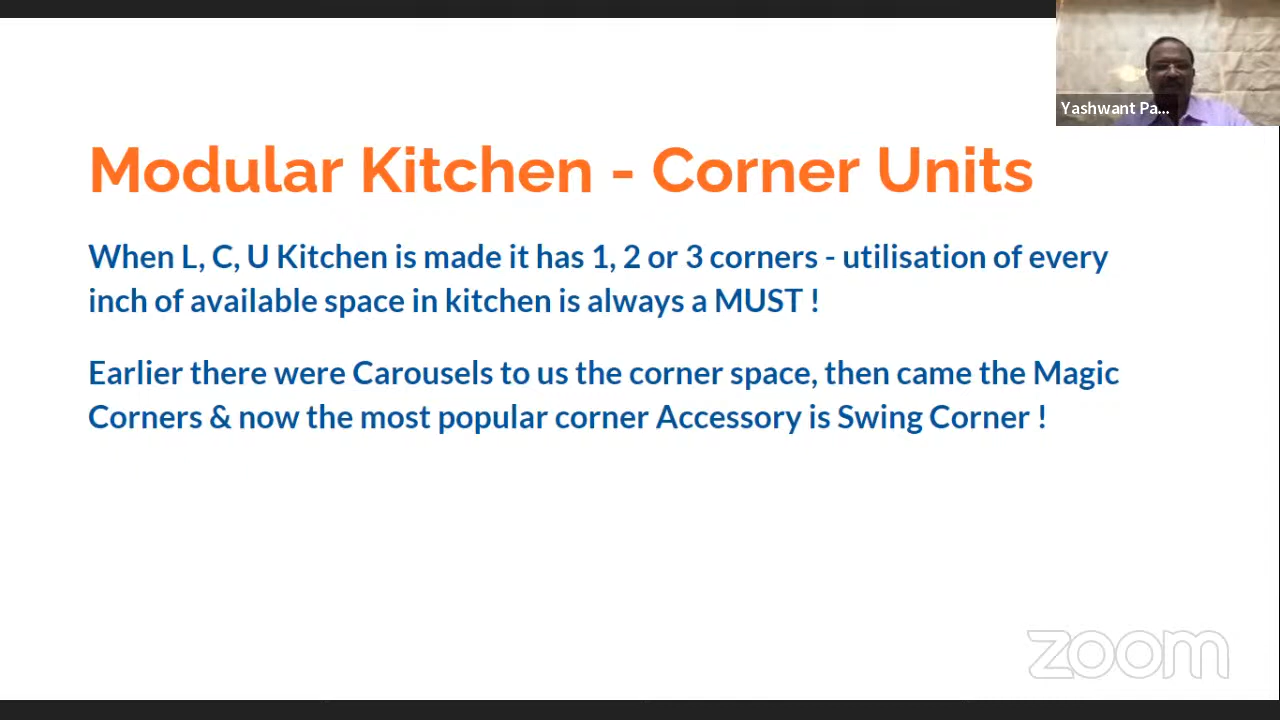 Yashwant Pa...
Modular Kitchen - Corner Units
When L, C, U Kitchen is made it has 1, 2 or 3 corners - utilisation of every
inch of available space in kitchen is always a MUST !
Earlier there were Carousels to us the corner space, then came the Magic
Corners & now the most popular corner Accessory is Swing Corner !
zoom